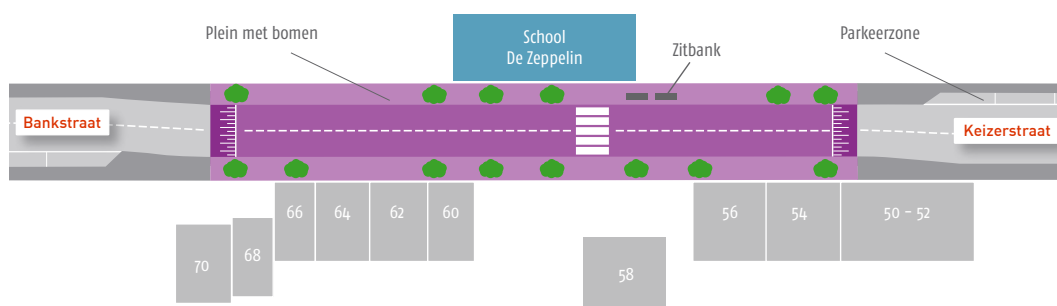 Plein met bomen
School
De Zeppelin
Zitbank
Parkeerzone
Bankstraat
Keizerstraat
66
64
62
60
56
54
50 - 52
70
68
58